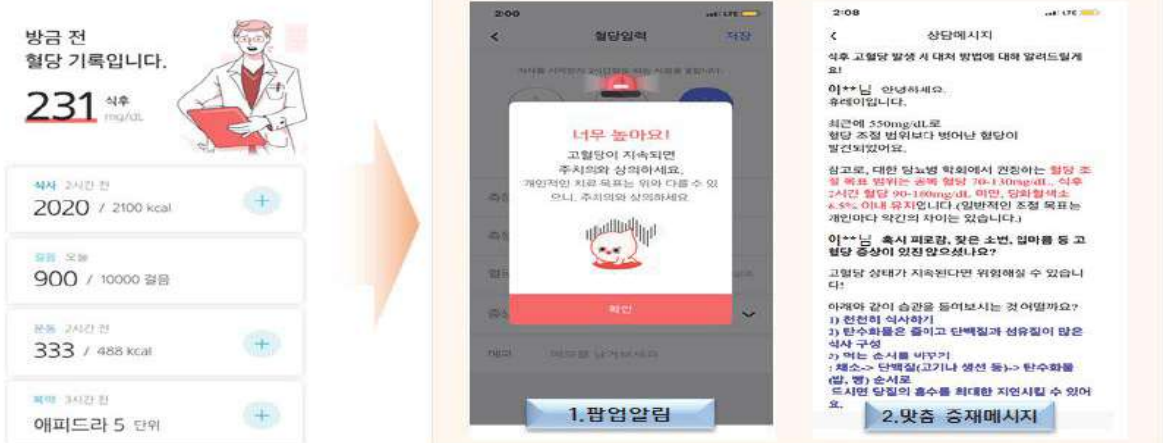 방금 전
혈당 기록입니다.
231 식후
mg/dL
식사 2시간 전
2020 / 2100 kcal
걸음 오늘
900 / 10000 걸음
운동 2시간 전
333 / 488 kcal
복약 3시간 전
애피드라 5 단위
2:00
LTE
혈당입력
저장
너무 높아요!
고혈당이 지속되면
주치의와 상의하세요.
개인적인 치료 목표는 위와 다를 수 있
으니, 주치의와 상의하세요
확인
메모
메모를 남겨보세요
1.팝업알림
2:08
LTE
상담메시지
식후 고혈당 발생 시 대처 방법에 대해 알려드릴게
요!
이**님 안녕하세요.
휴레이입니다.
최근에 550mg/dL로
혈당 조절 범위보다 벗어난 혈당이
발견되었어요.
참고로, 대한 당뇨병 학회에서 권장하는 혈당 조
절 목표 범위는 공복 혈당 70-130mg/dL, 식후
2시간 혈당 90-180mg/dL 미만, 당화혈색소
6.5% 이내 유지입니다.(일반적인 조절 목표는
개인마다 약간의 차이는 있습니다.)
이**님 혹시 피로감, 잦은 소변, 입마름 등 고
혈당 증상이 있진 않으셨나요?
고혈당 상태가 지속된다면 위험해질 수 있습니
다!
아래와 같이 습관을 들여보시는 것 어떨까요?
1) 천천히 식사하기
2) 탄수화물은 줄이고 단백질과 섬유질이 많은
식사 구성
3) 먹는 순서를 바꾸기
: 채소-> 단백질(고기나 생선 등)-> 탄수화물
(밥, 빵) 순서로
드시면 당질의 흡수를 최대한 지연시킬 수 있어
요.
2.맞춤 중재메시지